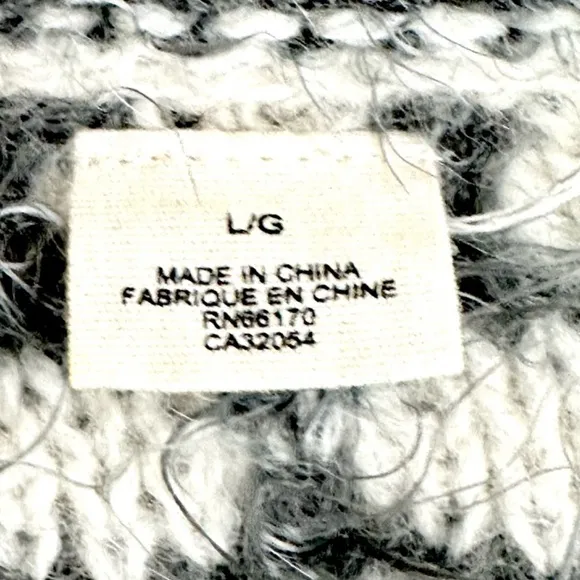 L/G
MADE IN CHINA
FABRIQUE EN CHINE
RN66170
CA32054